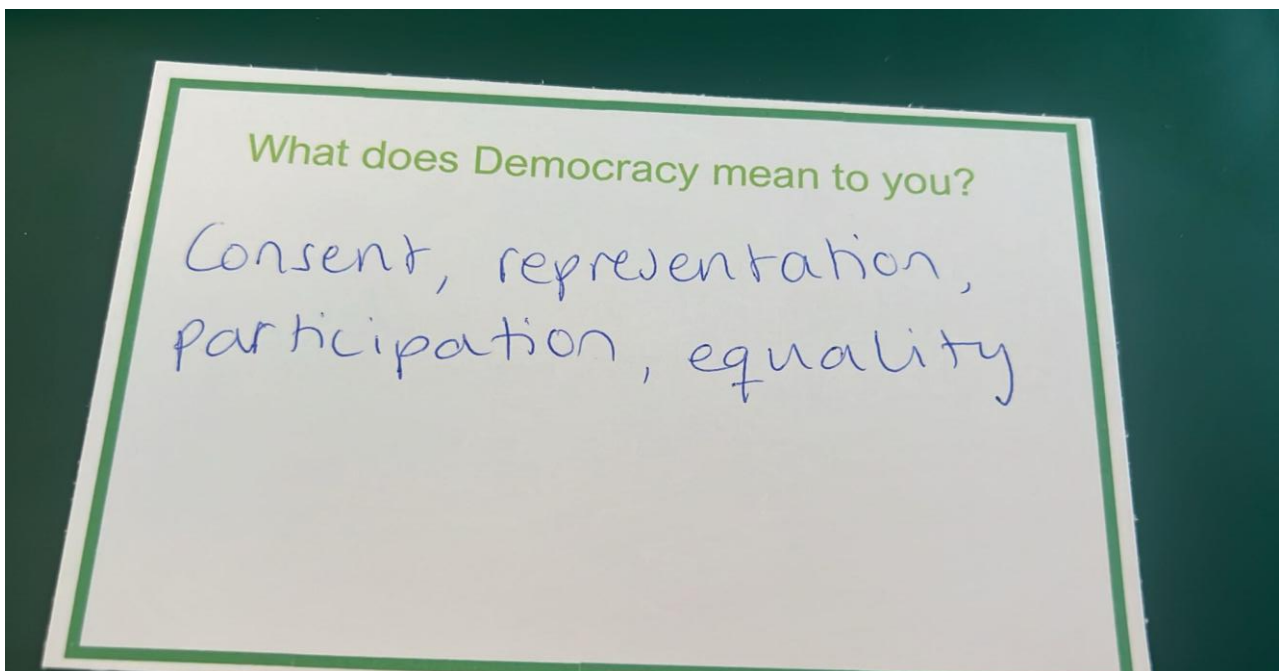 What does Democracy mean to you?
Consent, representation,
participation, equality